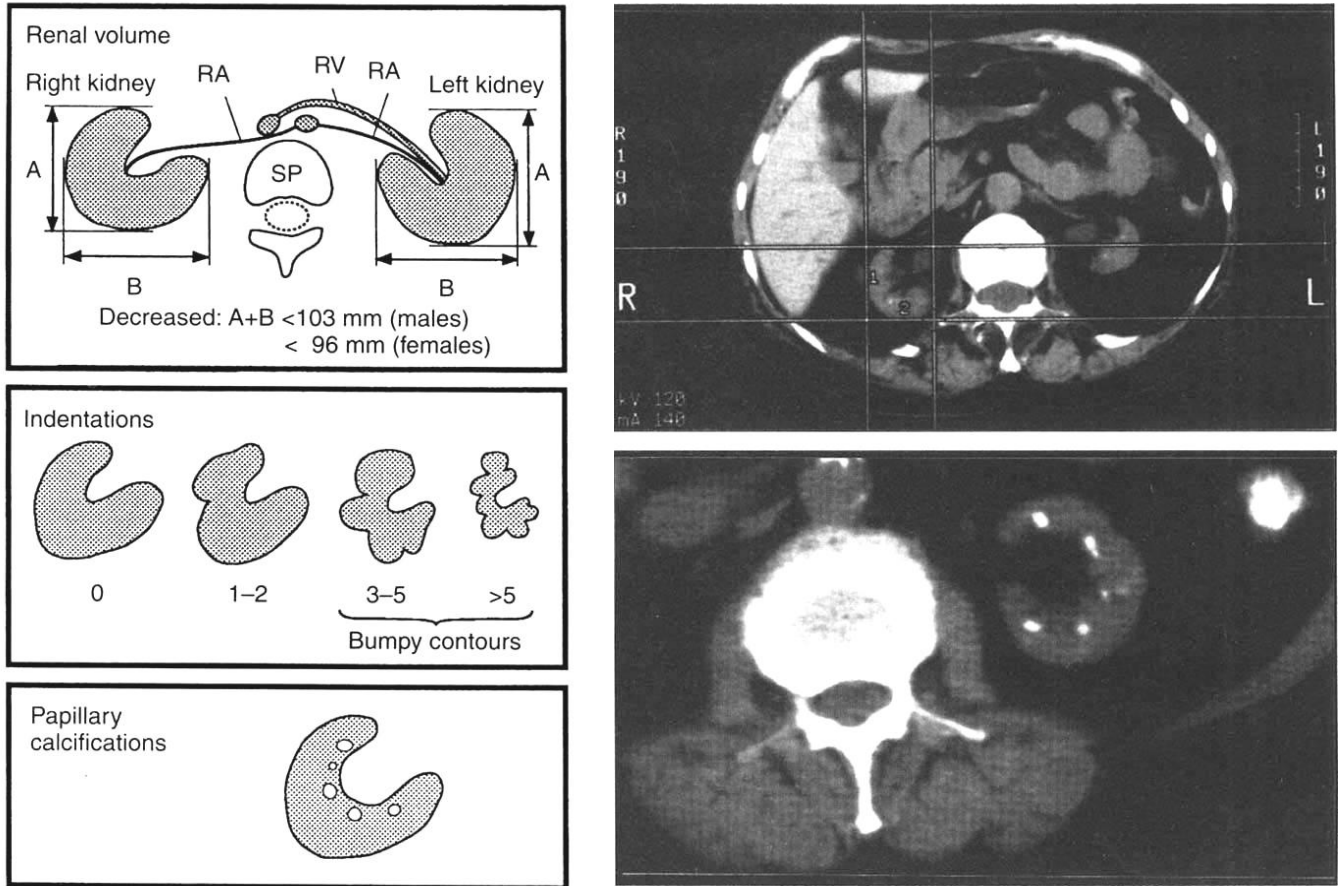 Renal volume
Right kidney
RA
RV
RA
Left kidney
A
SP
A
B
B
Decreased: A+B <103 mm (males)
< 96 mm (females)
Indentations
0
1–2
3–5
>5
Bumpy contours
Papillary
calcifications
R
1
9
0
L
1
9
0
1
2
R
L
kV 120
mA 140